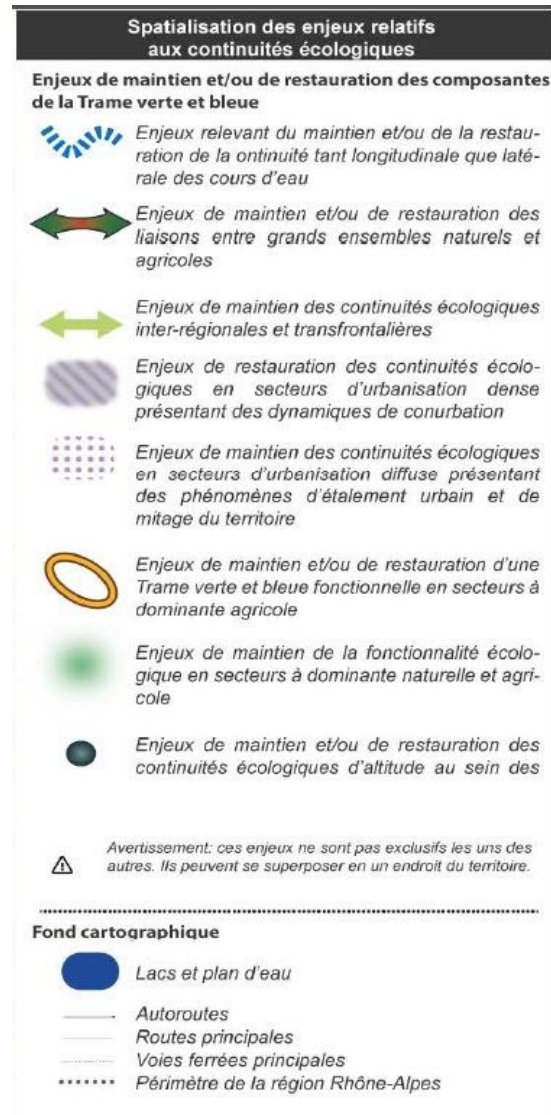 Spatialisation des enjeux relatifs
aux continuités écologiques
Enjeux de maintien et/ou de restauration des composantes
de la Trame verte et bleue
Enjeux relevant du maintien et/ou de la restau-
ration de la ontinuité tant longitudinale que laté-
rale des cours d'eau
Enjeux de maintien et/ou de restauration des
liaisons entre grands ensembles naturels et
agricoles
Enjeux de maintien des continuités écologiques
inter-régionales et transfrontalières
Enjeux de restauration des continuités écolo-
giques en secteurs d'urbanisation dense
présentant des dynamiques de conurbation
Enjeux de maintien des continuités écologiques
en secteurs d'urbanisation diffuse présentant
des phénomènes d'étalement urbain et de
mitage du territoire
Enjeux de maintien et/ou de restauration d'une
Trame verte et bleue fonctionnelle en secteurs à
dominante agricole
Enjeux de maintien de la fonctionnalité écolo-
gique en secteurs à dominante naturelle et agri-
cole
Enjeux de maintien et/ou de restauration des
continuités écologiques d'altitude au sein des
Avertissement: ces enjeux ne sont pas exclusifs les uns des
autres. Ils peuvent se superposer en un endroit du territoire.
Fond cartographique
Lacs et plan d'eau
Autoroutes
Routes principales
Voies ferrées principales
Périmètre de la région Rhône-Alpes